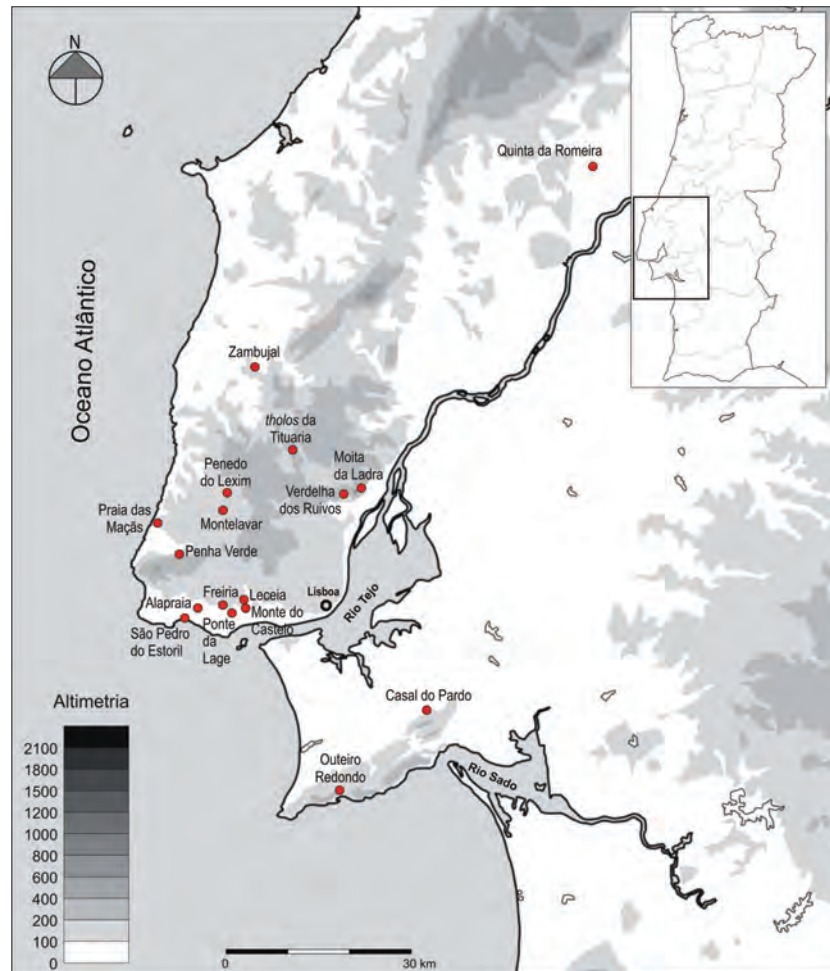 N
Quinta da Romeira
Oceano Atlântico
Zambujal
tholos da
Tituaria
Penedo
do Lexim
Moita
da Ladra
Verdelha
dos Ruivos
Praia das
Maçãs
Montelavar
Penha Verde
Freiria
Leceia
Lisboa
Alapraia
Monte do
Castelo
São Pedro
do Estoril
Ponte
da
Lage
Rio Tejo
Casal do Pardo
Altimetria
2100
1800
1500
1200
1000
800
600
400
200
100
0
Outeiro
Redondo
Rio Sado
0 30 km